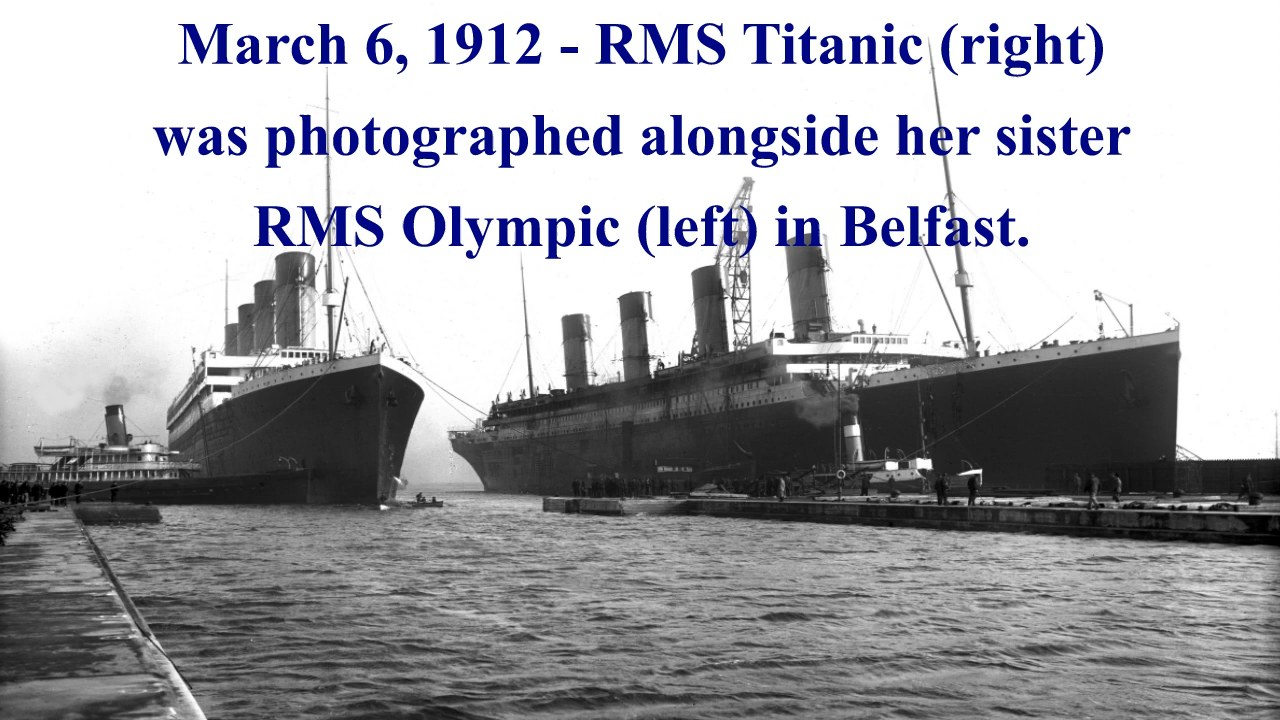 March 6, 1912 - RMS Titanic (right)
was photographed alongside her sister
RMS Olympic (left) in Belfast.